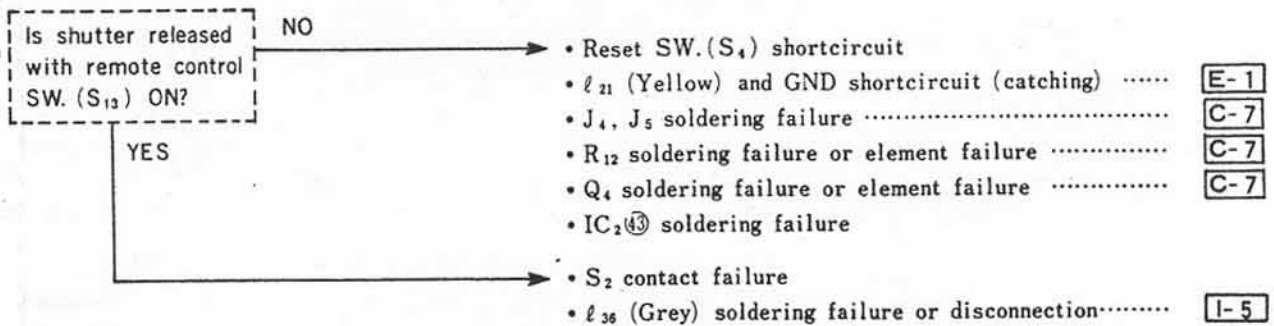 Is shutter released
with remote control
SW. (S₁₃) ON?
NO
• Reset SW. (S₄) shortcircuit
• ℓ₂₁ (Yellow) and GND shortcircuit (catching) ······ E-1
• J₄, J₅ soldering failure ····································· C-7
• R₁₂ soldering failure or element failure ··············· C-7
• Q₄ soldering failure or element failure ··············· C-7
• IC₂㊸ soldering failure
YES
• S₂ contact failure
• ℓ₃₆ (Grey) soldering failure or disconnection········· I-5